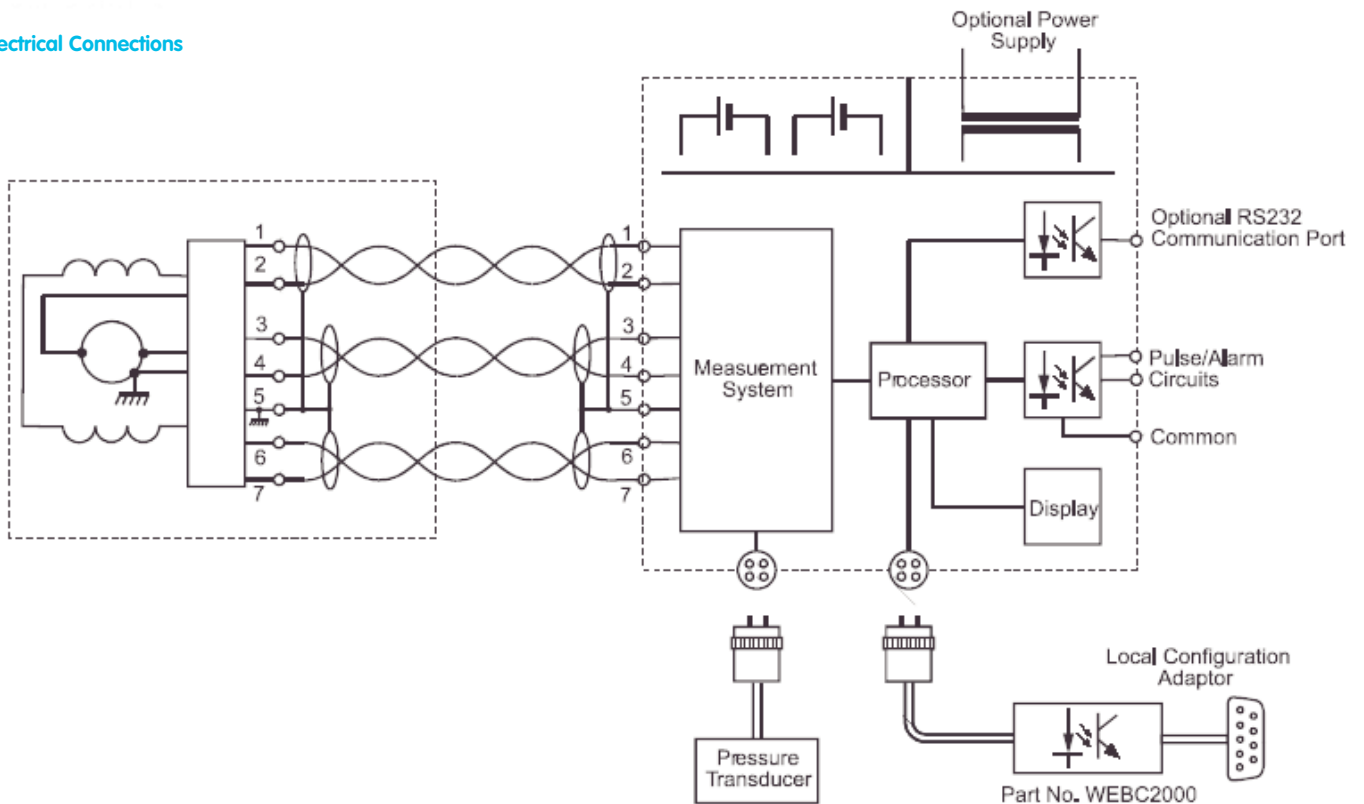 ectrical Connections
Optional Power
Supply
Optional RS232
Communication Port
1
2
3
4
5
6
7
1
2
3
4
5
6
7
Measurement
System
Processor
Pulse/Alarm
Circuits
Common
Display
Pressure
Transducer
Local Configuration
Adaptor
Part No. WEBC2000